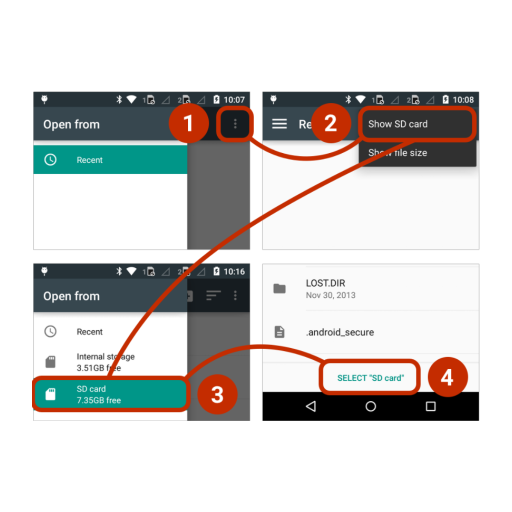 10:07
Open from
1
Recent
10:08
Re
2
Show SD card
Show file size
10:16
Open from
Recent
Internal storage
3.51GB free
SD card
7.35GB free
3
LOST.DIR
Nov 30, 2013
.android_secure
SELECT "SD card"
4